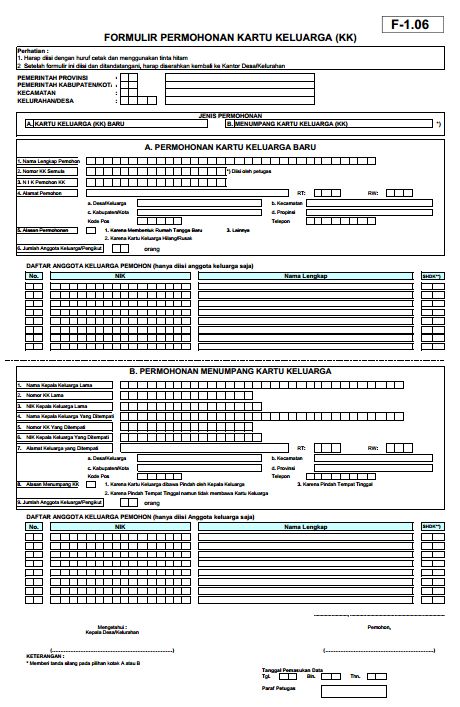 F-1.06
FORMULIR PERMOHONAN KARTU KELUARGA (KK)
Perhatian :
1. Harap diisi dengan huruf cetak dan menggunakan tinta hitam
2 Setelah formulir ini diisi dan ditandatangani, harap diserahkan kembali ke Kantor Desa/Kelurahan
PEMERINTAH PROVINSI :
PEMERINTAH KABUPATEN/KOTA :
KECAMATAN :
KELURAHAN/DESA :
JENIS PERMOHONAN
A. KARTU KELUARGA (KK) BARU B. MENUMPANG KARTU KELUARGA (KK) *)
A. PERMOHONAN KARTU KELUARGA BARU
1. Nama Lengkap Pemohon
2. Nomor KK Semula *) Diisi oleh petugas
3. N I K Pemohon KK
4. Alamat Pemohon RT: RW:
a. Desa/Keluarga b. Kecamatan
c. Kabupaten/Kota d. Propinsi
Kode Pos Telepon
5. Alasan Permohonan 1. Karena Membentuk Rumah Tangga Baru 3. Lainnya
2. Karena Kartu Keluarga Hilang/Rusak
6. Jumlah Anggota Keluarga/Pengikut orang
DAFTAR ANGGOTA KELUARGA PEMOHON (hanya diisi anggota keluarga saja)
No. NIK Nama Lengkap SHDK**)
B. PERMOHONAN MENUMPANG KARTU KELUARGA
1. Nama Kepala Keluarga Lama
2. Nomor KK Lama
3. NIK Kepala Keluarga Lama
4. Nama Kepala Keluarga Yang Ditempati
5. Nomor KK Yang Ditempati
6. NIK Kepala Keluarga Yang Ditempati
7. Alamat Keluarga yang Ditempati RT: RW:
a. Desa/Keluarga b. Kecamatan
c. Kabupaten/Kota d. Provinsi
Kode Pos Telepon
8. Alasan Menumpang KK 1. Karena Kartu Keluarga dibawa Pindah oleh Kepala Keluarga 3. Karena Pindah Tempat Tinggal
2. Karena Pindah Tempat Tinggal namun tidak membawa Kartu Keluarga
9. Jumlah Anggota Keluarga/Pengikut orang
DAFTAR ANGGOTA KELUARGA PEMOHON (hanya diisi Anggota keluarga saja)
No. NIK Nama Lengkap SHDK**)
Mengetahui : Pemohon,
Kepala Desa/Kelurahan
KETERANGAN :
* Memberi tanda silang pada pilihan kotak A atau B
Tanggal Pemasukan Data
Tgl. Bln. Thn.
Paraf Petugas